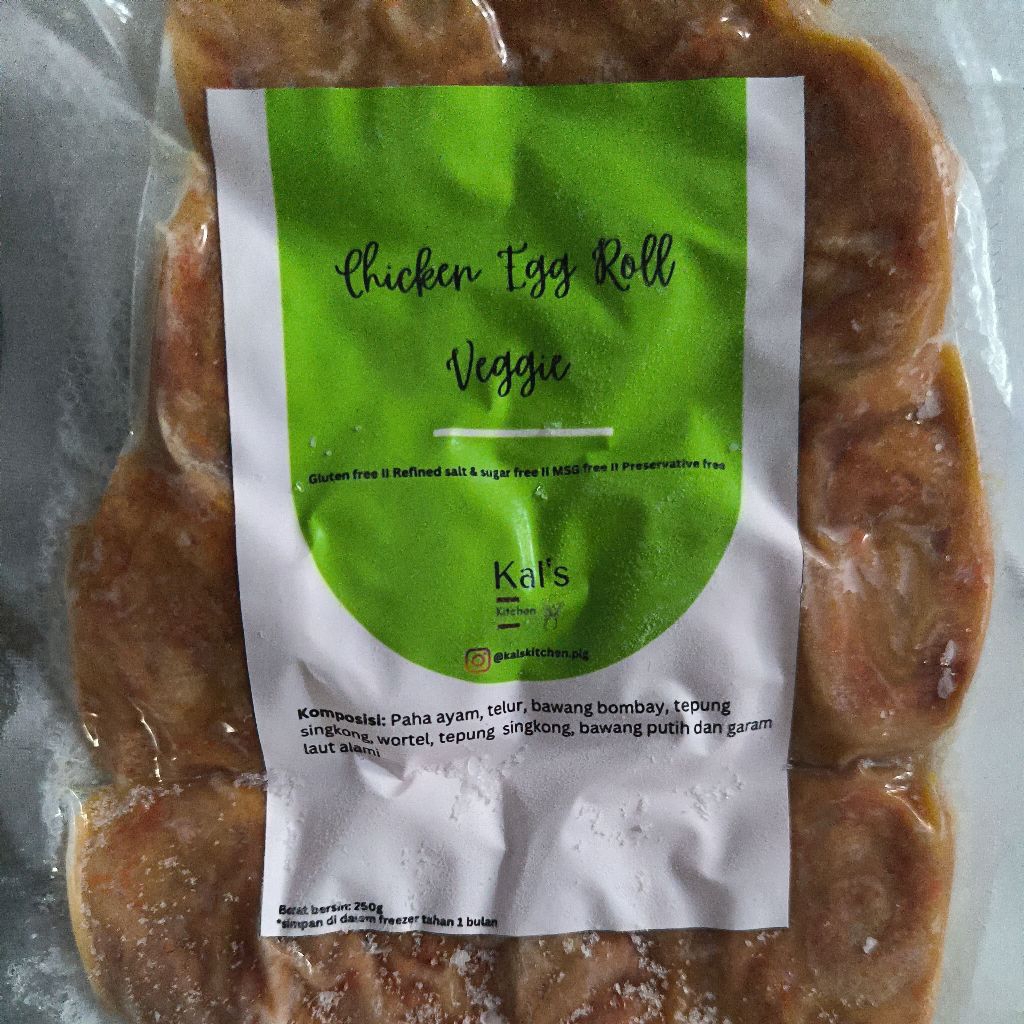 Chicken Egg Roll
Veggie
Gluten free II Refined salt & sugar free II MSG free II Preservative free
Kal's
Kitchen
@kalskitchen.plg
Komposisi: Paha ayam, telur, bawang bombay, tepung
singkong, wortel, tepung singkong, bawang putih dan garam
laut alami
Berat bersih: 250g
*simpan di dalam freezer tahan 1 bulan